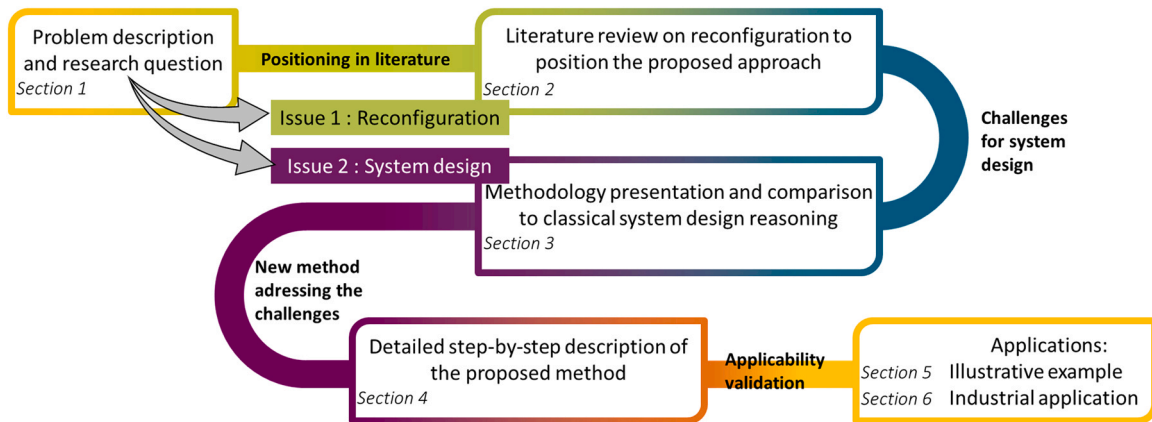 Problem description
and research question
Section 1
Positioning in literature
Literature review on reconfiguration to
position the proposed approach
Section 2
Issue 1 : Reconfiguration
Issue 2 : System design
Challenges
for system
design
Methodology presentation and comparison
to classical system design reasoning
Section 3
New method
adressing the
challenges
Detailed step-by-step description of
the proposed method
Section 4
Applicability
validation
Applications:
Section 5 Illustrative example
Section 6 Industrial application